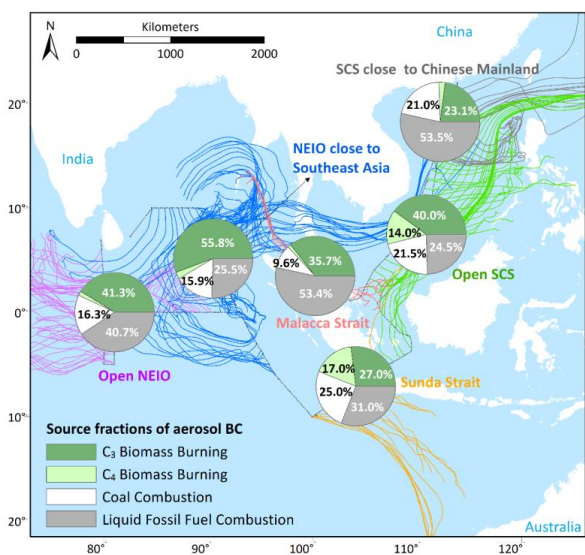 N
Kilometers
0
1000
2000
China
SCS close to Chinese Mainland
20°
21.0%
23.1%
53.5%
India
NEIO close to
Southeast Asia
10°
40.0%
14.0%
21.5%
24.5%
Open SCS
55.8%
15.9%
25.5%
35.7%
9.6%
53.4%
Malacca Strait
0°
41.3%
16.3%
40.7%
Open NEIO
17.0%
27.0%
25.0%
31.0%
Sunda Strait
10°
Source fractions of aerosol BC
C₃ Biomass Burning
C₄ Biomass Burning
Coal Combustion
Liquid Fossil Fuel Combustion
20°
Australia
80°
90°
100°
110°
120°